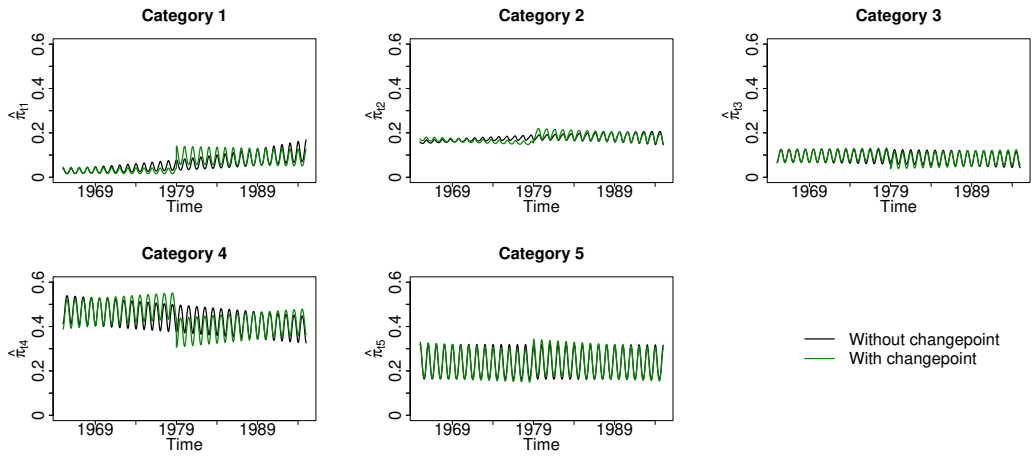 Category 1
Category 2
Category 3
π̂t1
0 0.2 0.4 0.6
1969 1979 1989
Time
π̂t2
0 0.2 0.4 0.6
1969 1979 1989
Time
π̂t3
0 0.2 0.4 0.6
1969 1979 1989
Time
Category 4
Category 5
π̂t4
0 0.2 0.4 0.6
1969 1979 1989
Time
π̂t5
0 0.2 0.4 0.6
1969 1979 1989
Time
Without changepoint
With changepoint